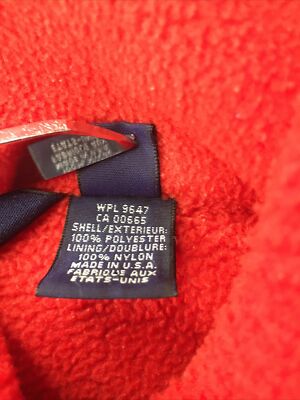 WPL 9647
CA 00665
SHELL/EXTERIEUR:
100% POLYESTER
LINING/DOUBLURE:
100% NYLON
MADE IN U.S.A.
FABRIQUE AUX
ETATS-UNIS